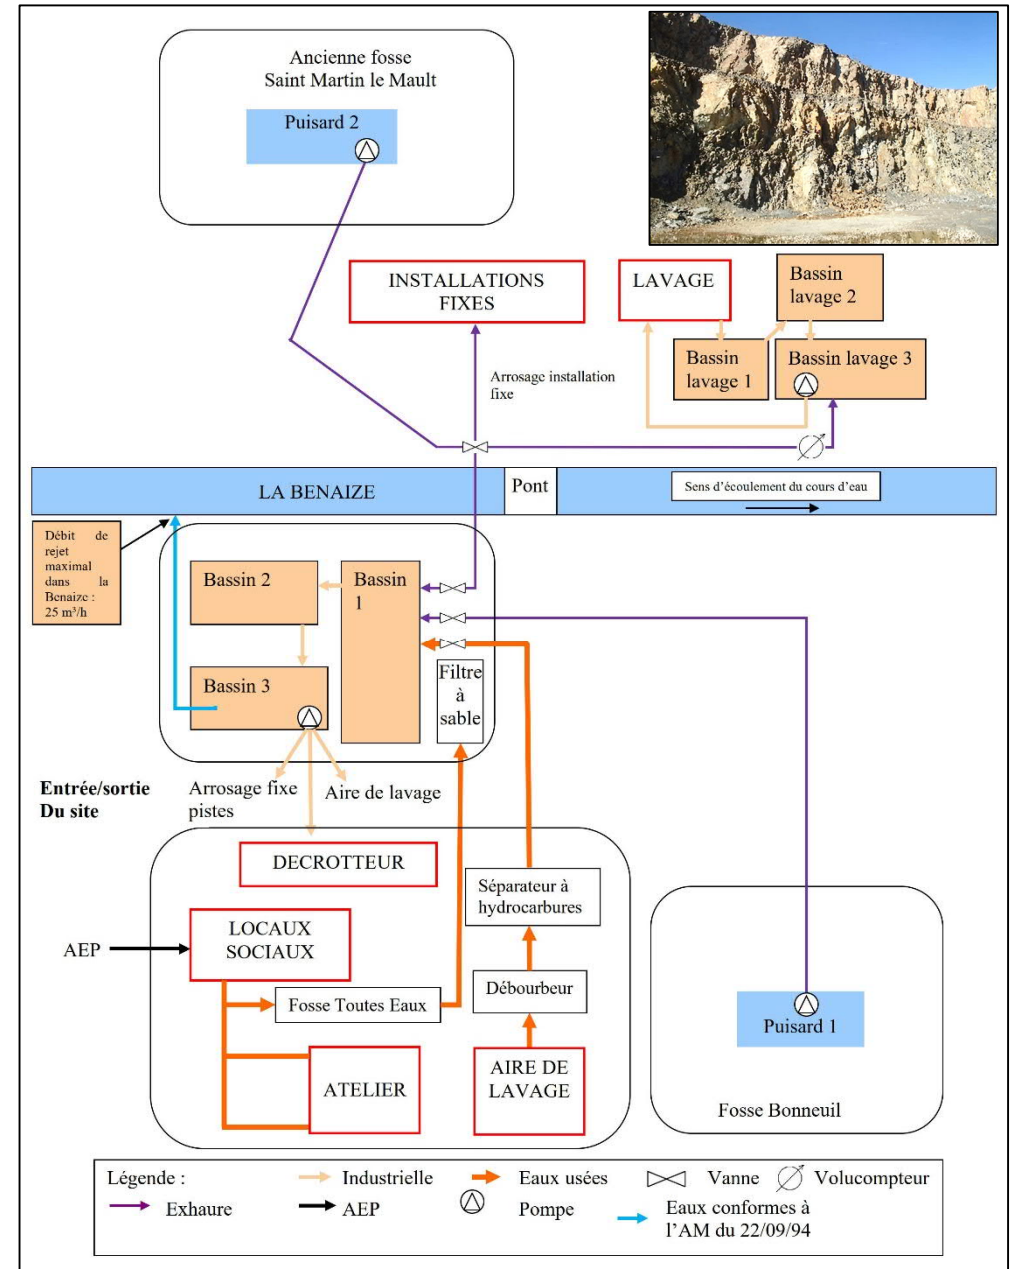 Ancienne fosse
Saint Martin le Mault
Puisard 2
INSTALLATIONS
FIXES
LAVAGE
Bassin
lavage 2
Bassin
lavage 1
Bassin lavage 3
Arrosage installation
fixe
LA BENAIZE
Pont
Sens d'écoulement du cours d'eau
Débit de
rejet
maximal
dans la
Benaize :
25 m³/h
Bassin 2
Bassin
1
Bassin 3
Filtre
à
sable
Entrée/sortie
Du site
Arrosage fixe
pistes
Aire de lavage
DECROTTEUR
Séparateur à
hydrocarbures
LOCAUX
SOCIAUX
AEP
Fosse Toutes Eaux
Débourbeur
ATELIER
AIRE DE
LAVAGE
Puisard 1
Fosse Bonneuil
Légende :
Industrielle
Eaux usées
Vanne
Volucompteur
Exhaure
AEP
Pompe
Eaux conformes à
l'AM du 22/09/94